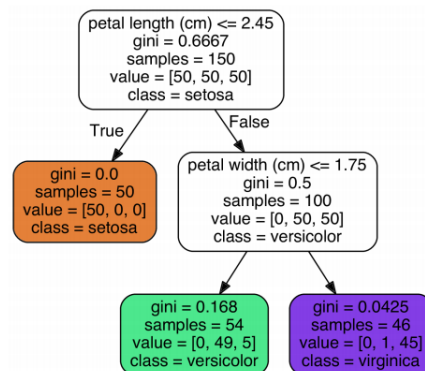 petal length (cm) <= 2.45
gini = 0.6667
samples = 150
value = [50, 50, 50]
class = setosa
True
False
gini = 0.0
samples = 50
value = [50, 0, 0]
class = setosa
petal width (cm) <= 1.75
gini = 0.5
samples = 100
value = [0, 50, 50]
class = versicolor
gini = 0.168
samples = 54
value = [0, 49, 5]
class = versicolor
gini = 0.0425
samples = 46
value = [0, 1, 45]
class = virginica